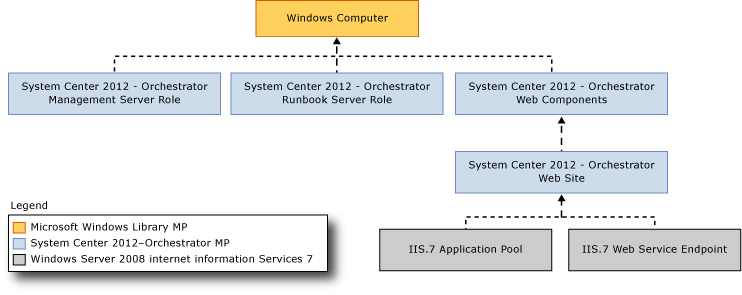 Windows Computer
System Center 2012 - Orchestrator
Management Server Role
System Center 2012 - Orchestrator
Runbook Server Role
System Center 2012 - Orchestrator
Web Components
System Center 2012 - Orchestrator
Web Site
IIS.7 Application Pool
IIS.7 Web Service Endpoint
Legend
Microsoft Windows Library MP
System Center 2012–Orchestrator MP
Windows Server 2008 internet information Services 7